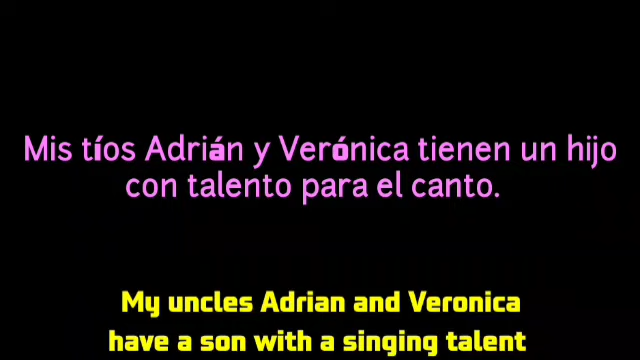 Mis tíos Adrián y Verónica tienen un hijo
con talento para el canto.
My uncles Adrian and Veronica
have a son with a singing talent